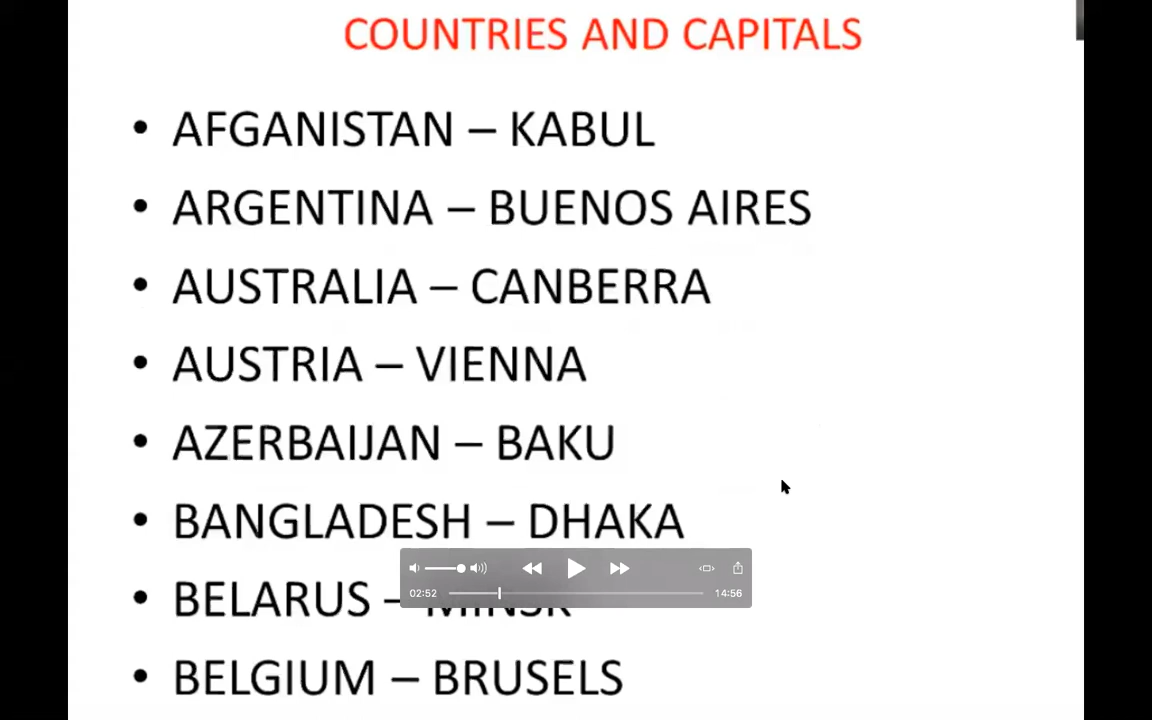 COUNTRIES AND CAPITALS
• AFGANISTAN – KABUL
• ARGENTINA – BUENOS AIRES
• AUSTRALIA – CANBERRA
• AUSTRIA – VIENNA
• AZERBAIJAN – BAKU
• BANGLADESH – DHAKA
02:52
14:56
• BELARUS – MINSK
• BELGIUM – BRUSELS